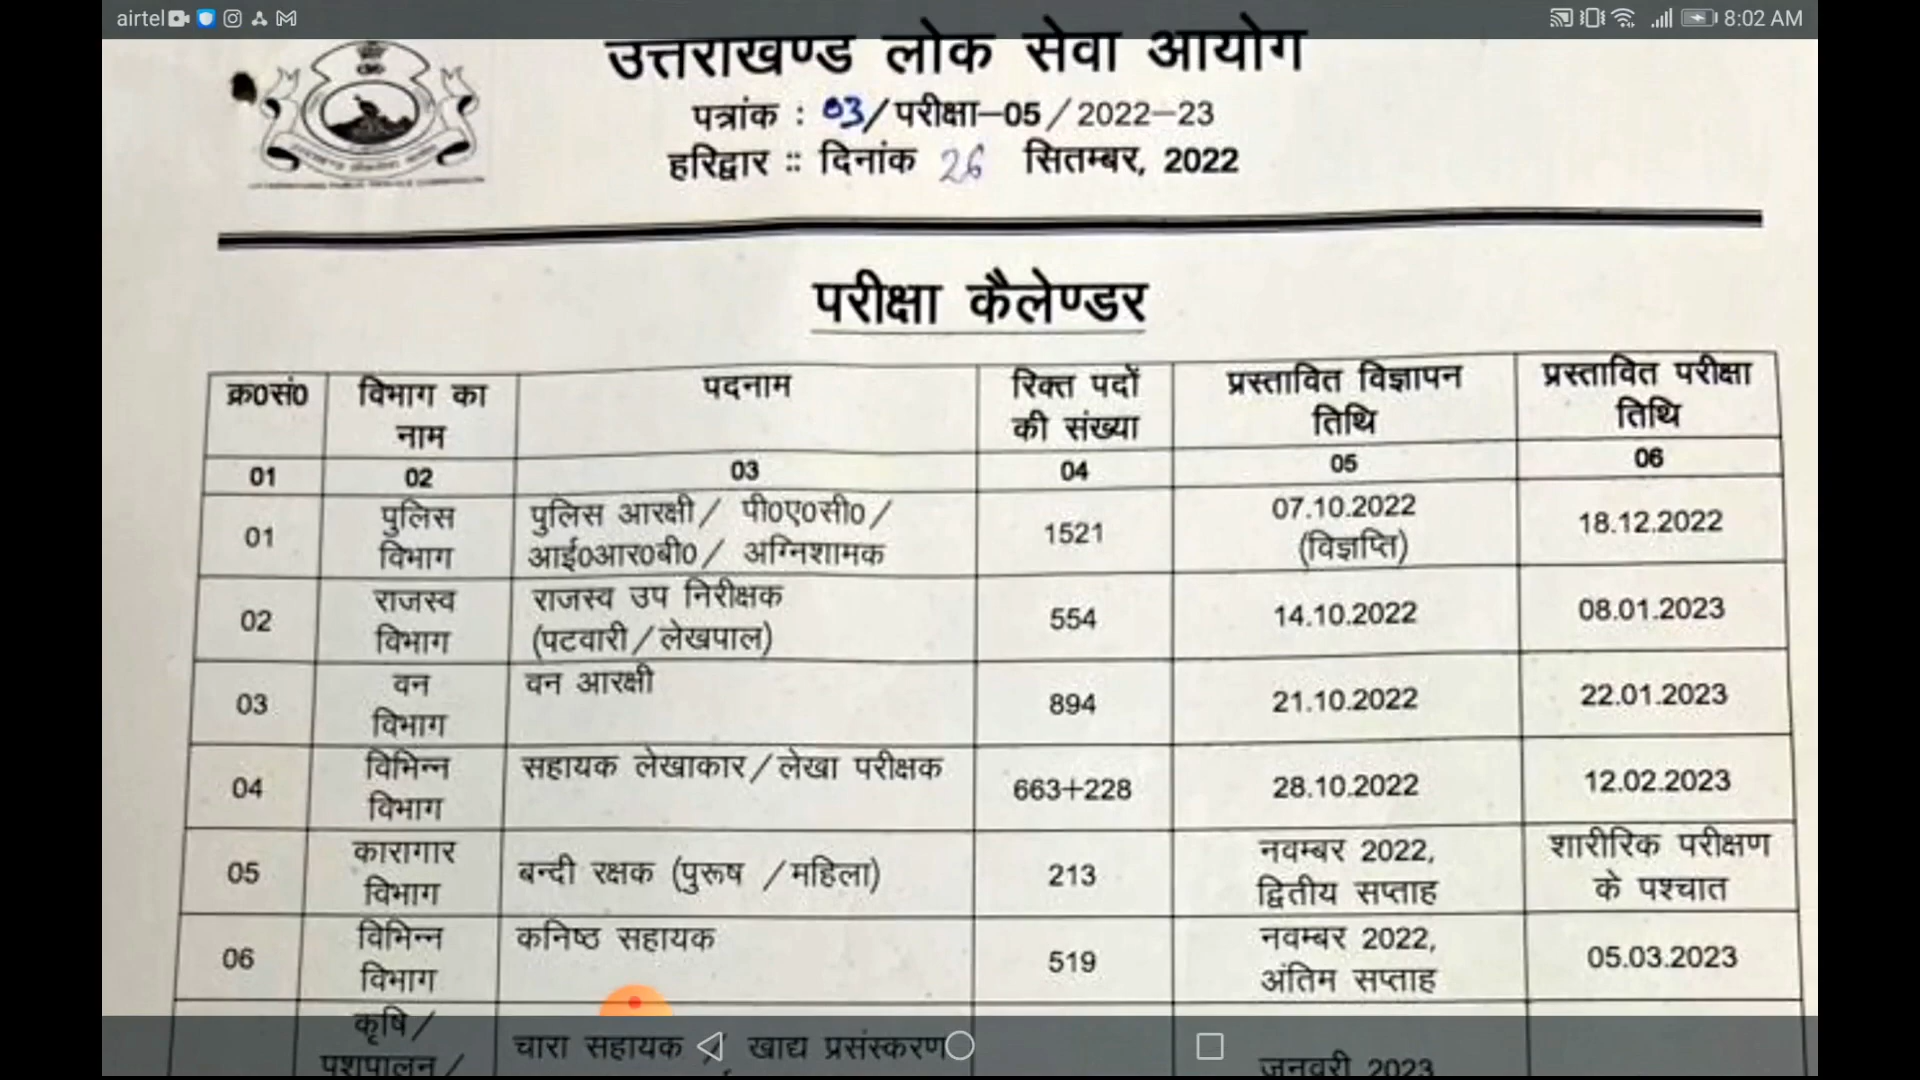 airtel
8:02 AM
उत्तराखण्ड लोक सेवा आयोग
पत्रांक : 03/परीक्षा–05/2022–23
हरिद्वार :: दिनांक 26 सितम्बर, 2022
परीक्षा कैलेण्डर
क्र0सं0 विभाग का नाम पदनाम रिक्त पदों की संख्या प्रस्तावित विज्ञापन तिथि प्रस्तावित परीक्षा तिथि
01 02 03 04 05 06
01 पुलिस विभाग पुलिस आरक्षी/ पी0ए0सी0/ आई0आर0बी0/ अग्निशामक 1521 07.10.2022 (विज्ञप्ति) 18.12.2022
02 राजस्व विभाग राजस्व उप निरीक्षक (पटवारी/लेखपाल) 554 14.10.2022 08.01.2023
03 वन विभाग वन आरक्षी 894 21.10.2022 22.01.2023
04 विभिन्न विभाग सहायक लेखाकार/लेखा परीक्षक 663+228 28.10.2022 12.02.2023
05 कारागार विभाग बन्दी रक्षक (पुरूष /महिला) 213 नवम्बर 2022, द्वितीय सप्ताह शारीरिक परीक्षण के पश्चात
06 विभिन्न विभाग कनिष्ठ सहायक 519 नवम्बर 2022, अंतिम सप्ताह 05.03.2023
कृषि/ पशुपालन/ चारा सहायक / खाद्य प्रसंस्करण जनवरी 2023